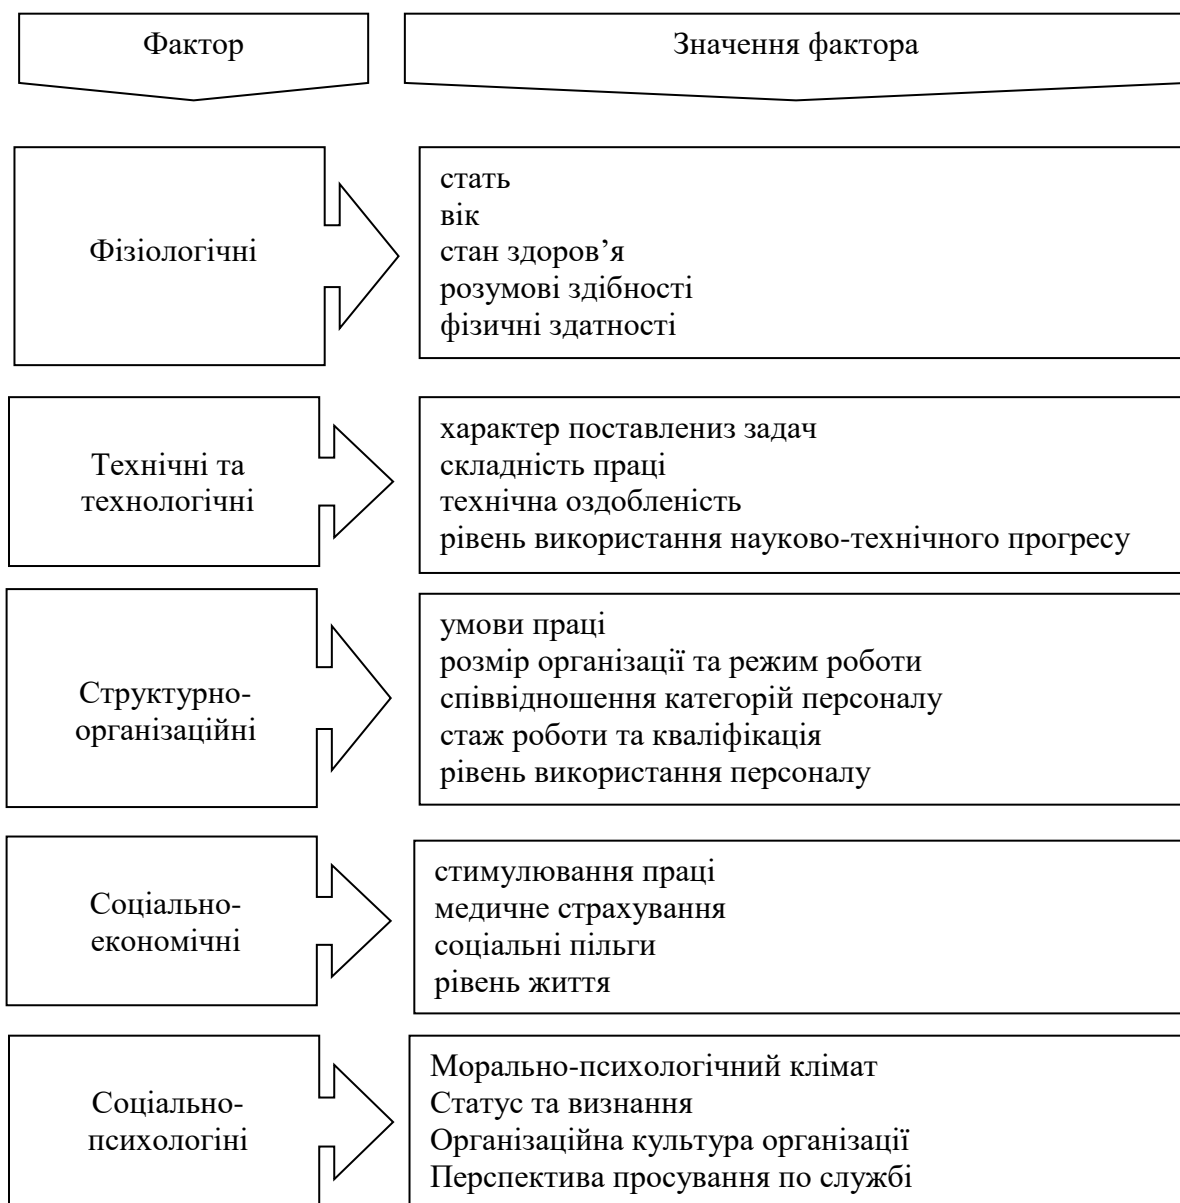 Фактор
Значення фактора
Фізіологічні
стать
вік
стан здоров’я
розумові здібності
фізичні здатності
Технічні та
технологічні
характер поставлениз задач
складність праці
технічна оздобленість
рівень використання науково-технічного прогресу
Структурно-
організаційні
умови праці
розмір організації та режим роботи
співвідношення категорій персоналу
стаж роботи та кваліфікація
рівень використання персоналу
Соціально-
економічні
стимулювання праці
медичне страхування
соціальні пільги
рівень життя
Соціально-
психологіні
Морально-психологічний клімат
Статус та визнання
Організаційна культура організації
Перспектива просування по службі